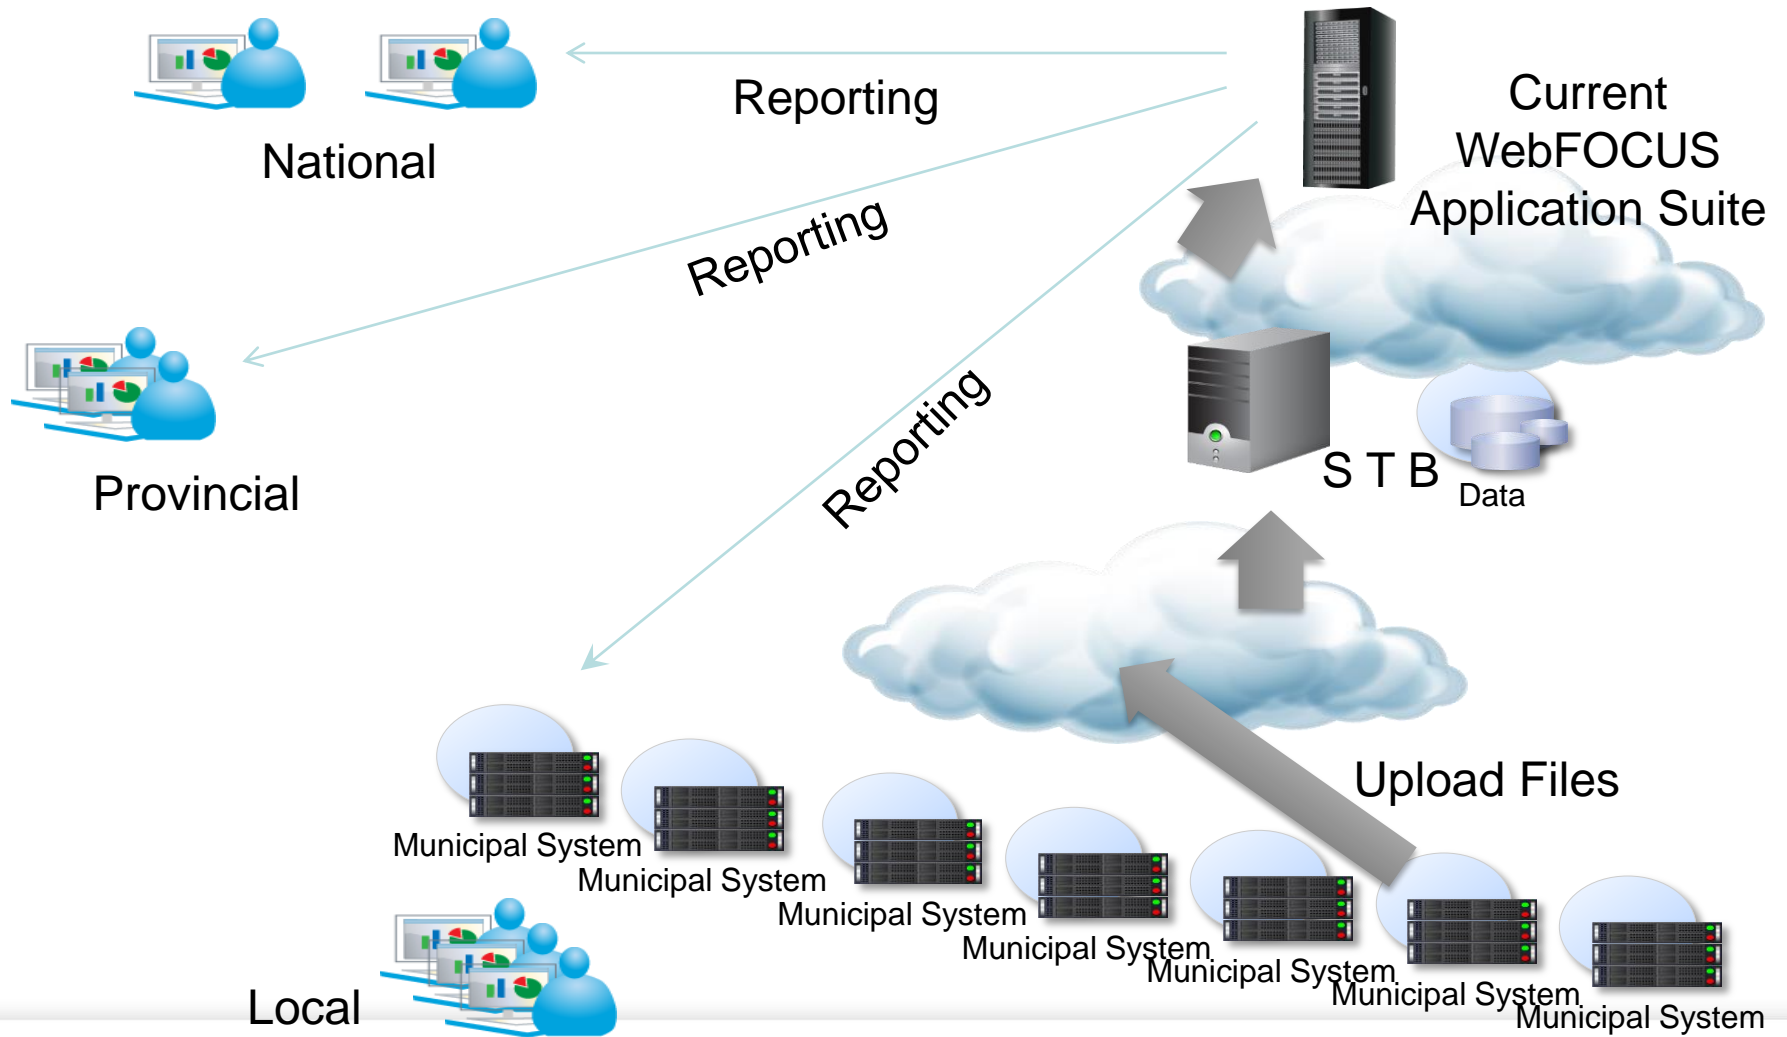 Current
WebFOCUS
Application Suite
Reporting
National
Reporting
Reporting
Provincial
S T B
Data
Upload Files
Municipal System
Municipal System
Municipal System
Municipal System
Municipal System
Municipal System
Municipal System
Local